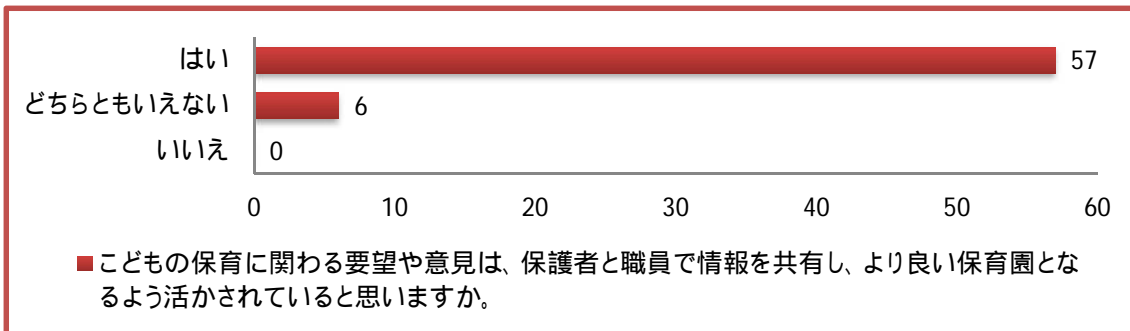 はい 57
どちらともいえない 6
いいえ 0
0 10 20 30 40 50 60
こどもの保育に関わる要望や意見は、保護者と職員で情報を共有し、より良い保育園とな
るよう活かされていると思いますか。